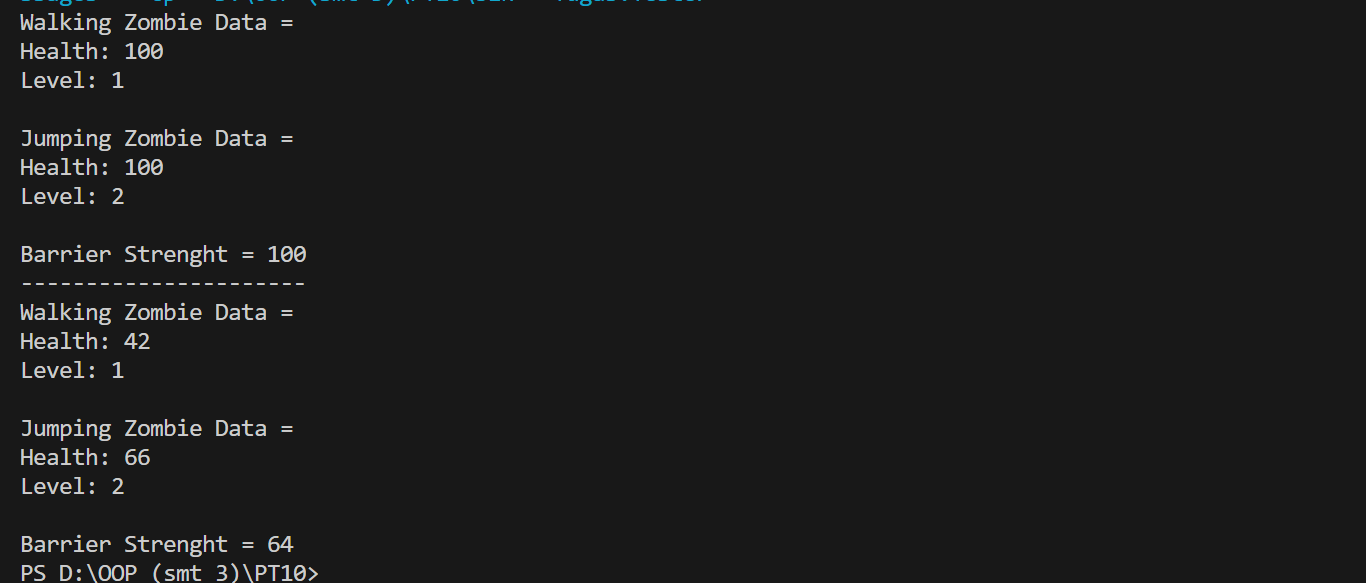 Walking Zombie Data =
Health: 100
Level: 1
Jumping Zombie Data =
Health: 100
Level: 2
Barrier Strenght = 100
----------------------
Walking Zombie Data =
Health: 42
Level: 1
Jumping Zombie Data =
Health: 66
Level: 2
Barrier Strenght = 64
PS D:\OOP (smt 3)\PT10>